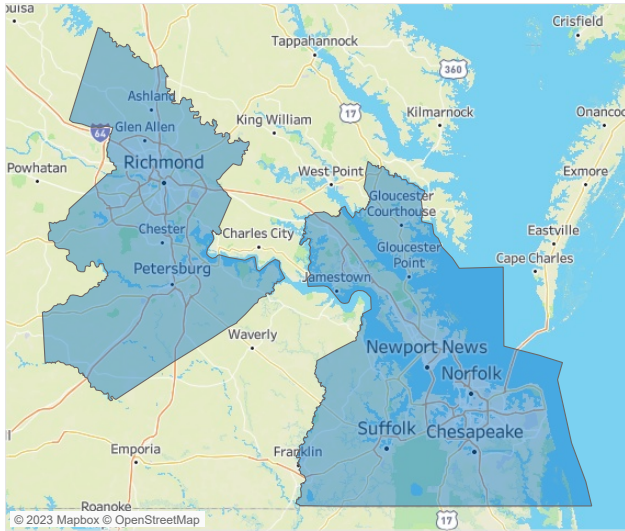 ouisa
Crisfield
Tappahannock
360
Ashland
17
Kilmarnock
Onancoc
64
Glen Allen
King William
Richmond
Powhatan
West Point
Exmore
Gloucester
Courthouse
Chester
Charles City
Eastville
Gloucester
Point
Cape Charles
Petersburg
Jamestown
Waverly
Newport News
Norfolk
Suffolk
Chesapeake
Emporia
Franklin
Roanoke
17
© 2023 Mapbox © OpenStreetMap